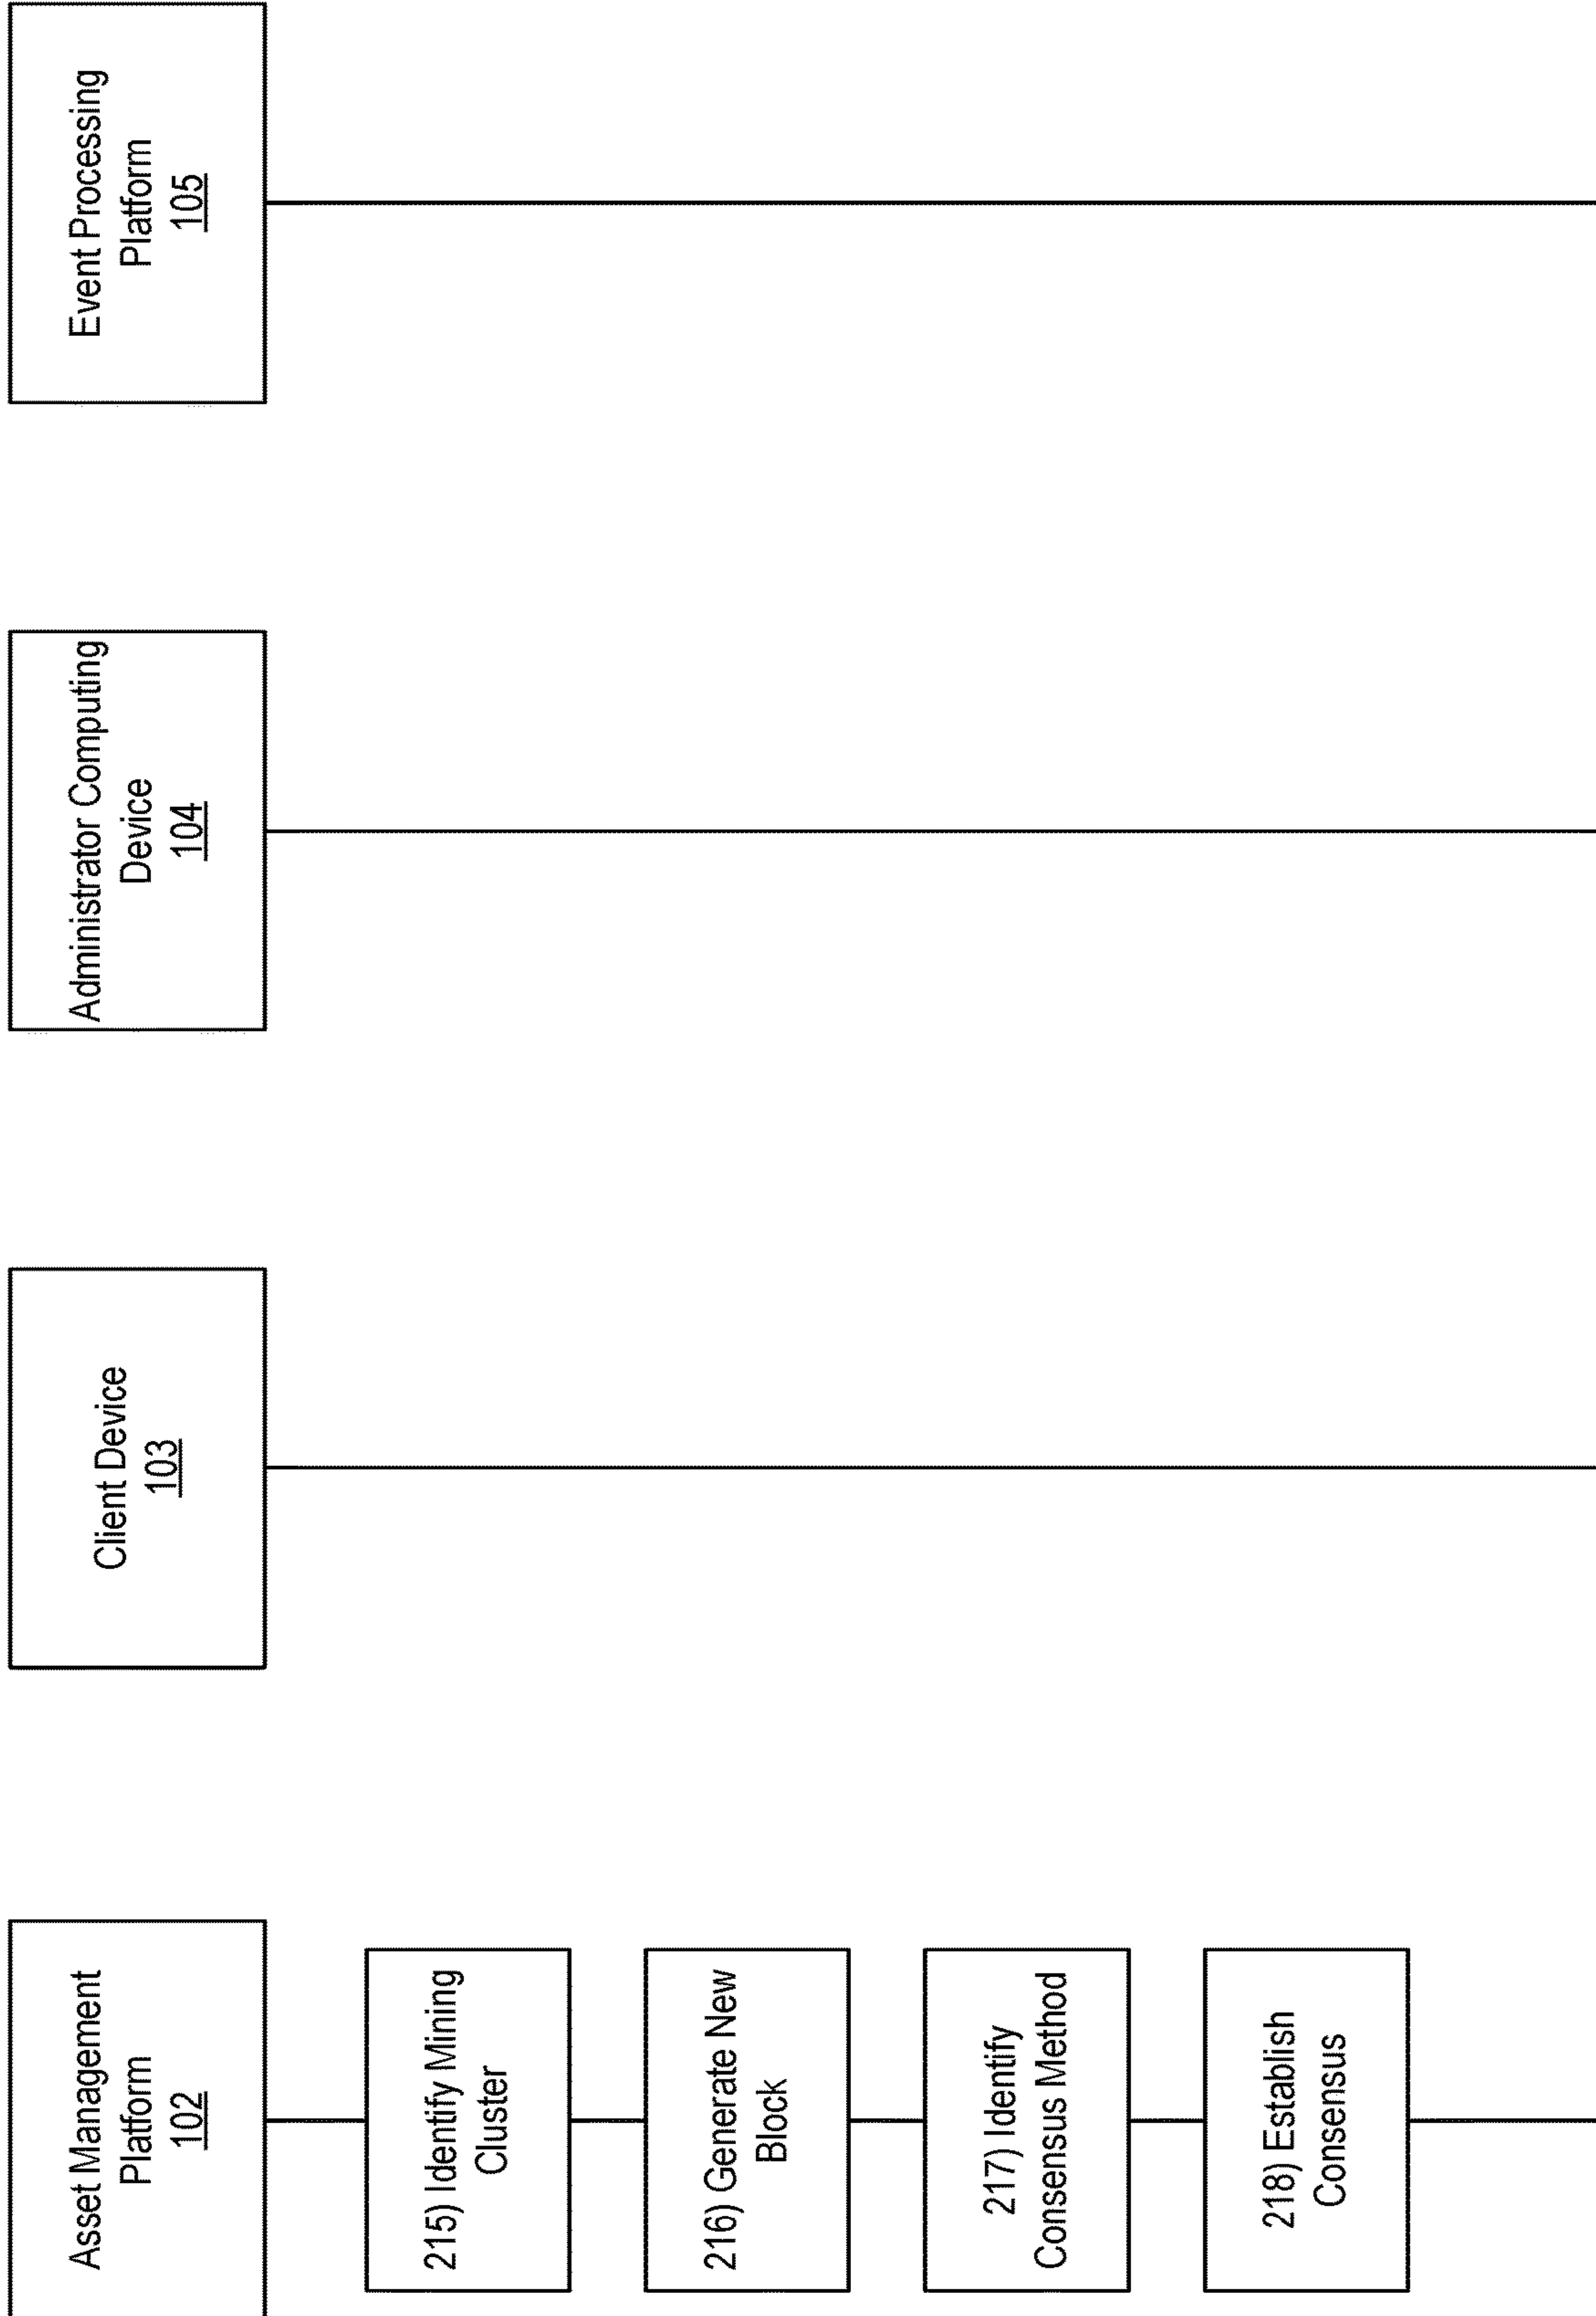 Asset Management
Platform
102
Client Device
103
Administrator Computing
Device
104
Event Processing
Platform
105
215) Identify Mining
Cluster
216) Generate New
Block
217) Identify
Consensus Method
218) Establish
Consensus